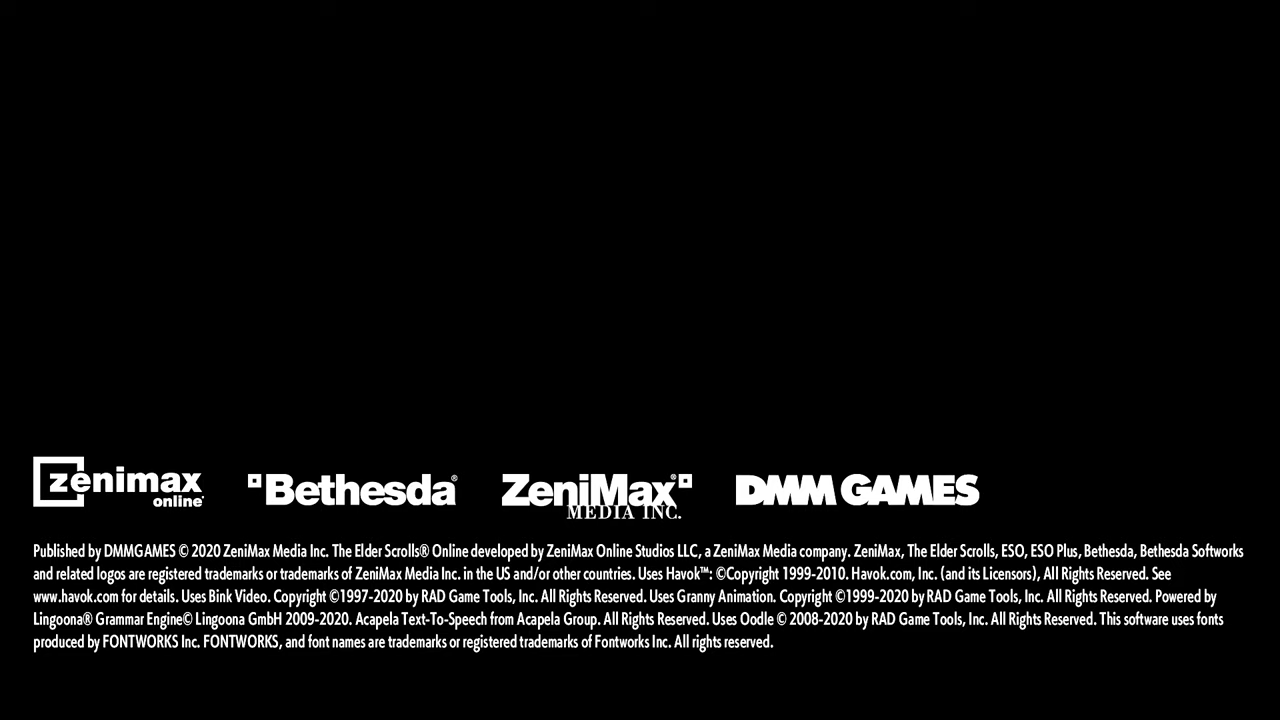 zenimax online
Bethesda®
ZeniMax®
MEDIA INC.
DMM GAMES
Published by DMMGAMES © 2020 ZeniMax Media Inc. The Elder Scrolls® Online developed by ZeniMax Online Studios LLC, a ZeniMax Media company. ZeniMax, The Elder Scrolls, ESO, ESO Plus, Bethesda, Bethesda Softworks
and related logos are registered trademarks or trademarks of ZeniMax Media Inc. in the US and/or other countries. Uses Havok™: ©Copyright 1999-2010. Havok.com, Inc. (and its Licensors), All Rights Reserved. See
www.havok.com for details. Uses Bink Video. Copyright ©1997-2020 by RAD Game Tools, Inc. All Rights Reserved. Uses Granny Animation. Copyright ©1999-2020 by RAD Game Tools, Inc. All Rights Reserved. Powered by
Lingoona® Grammar Engine© Lingoona GmbH 2009-2020. Acapela Text-To-Speech from Acapela Group. All Rights Reserved. Uses Oodle © 2008-2020 by RAD Game Tools, Inc. All Rights Reserved. This software uses fonts
produced by FONTWORKS Inc. FONTWORKS, and font names are trademarks or registered trademarks of Fontworks Inc. All rights reserved.